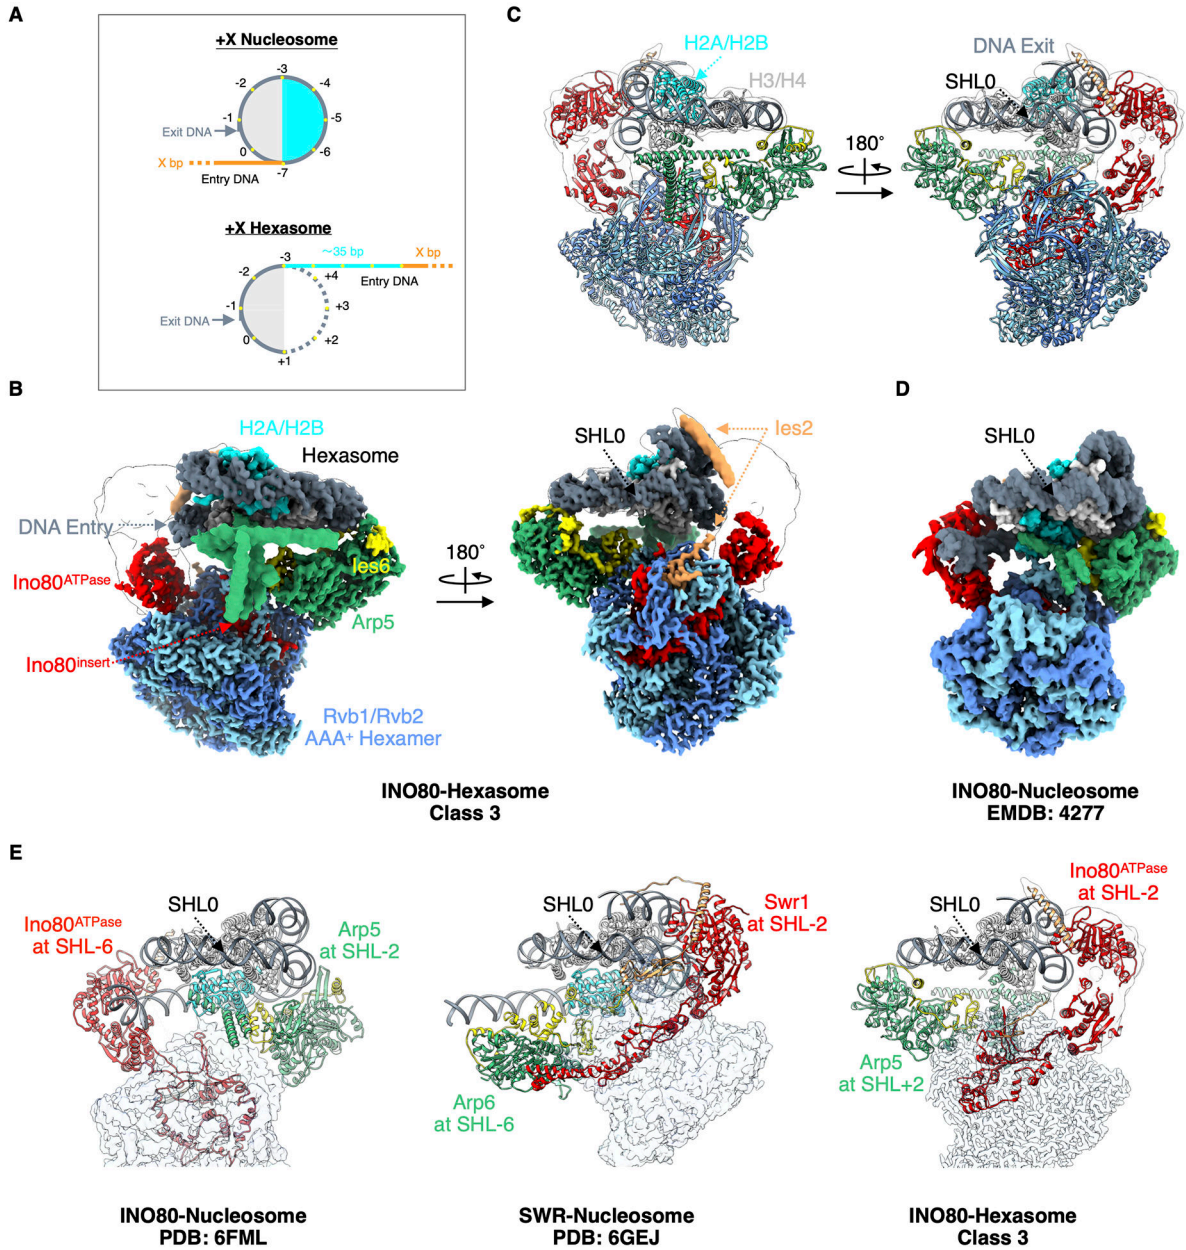 A
+X Nucleosome
-3
-2
-4
-1
-5
Exit DNA
0
-6
X bp
Entry DNA
-7
+X Hexasome
~35 bp
X bp
-3
-2
+4
Entry DNA
-1
+3
Exit DNA
0
+2
+1
C
H2A/H2B
H3/H4
180°
DNA Exit
SHL0
B
H2A/H2B
Hexasome
DNA Entry
Ino80ATPase
Ies6
Arp5
Ino80insert
Rvb1/Rvb2
AAA+ Hexamer
180°
SHL0
Ies2
INO80-Hexasome
Class 3
D
SHL0
INO80-Nucleosome
EMDB: 4277
E
Ino80ATPase
at SHL-6
SHL0
Arp5
at SHL-2
INO80-Nucleosome
PDB: 6FML
SHL0
Swr1
at SHL-2
Arp6
at SHL-6
SWR-Nucleosome
PDB: 6GEJ
Ino80ATPase
at SHL-2
SHL0
Arp5
at SHL+2
INO80-Hexasome
Class 3